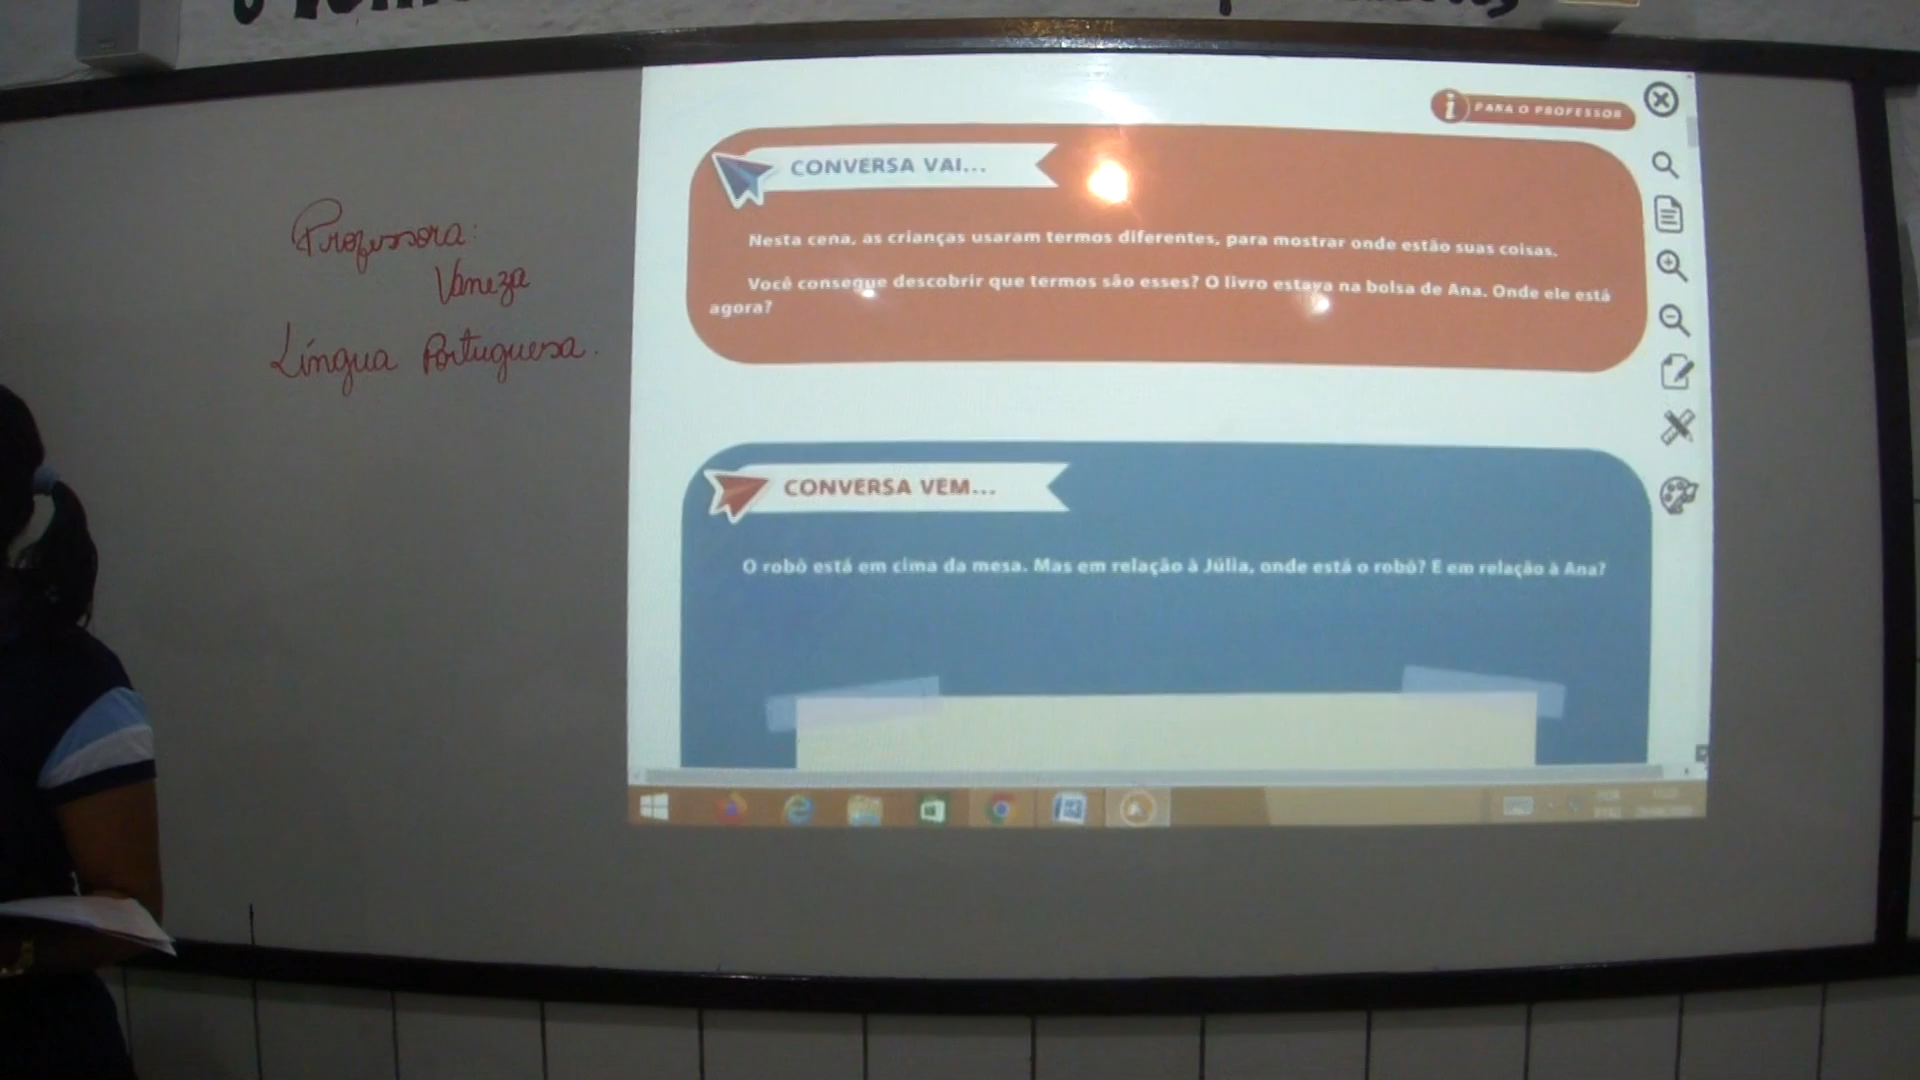 Professora:
Vaneza
Língua Portuguesa.
PARA O PROFESSOR
CONVERSA VAI...
Nesta cena, as crianças usaram termos diferentes, para mostrar onde estão suas coisas.
Você consegue descobrir que termos são esses? O livro estava na bolsa de Ana. Onde ele está
agora?
CONVERSA VEM...
O robô está em cima da mesa. Mas em relação à Júlia, onde está o robô? E em relação à Ana?